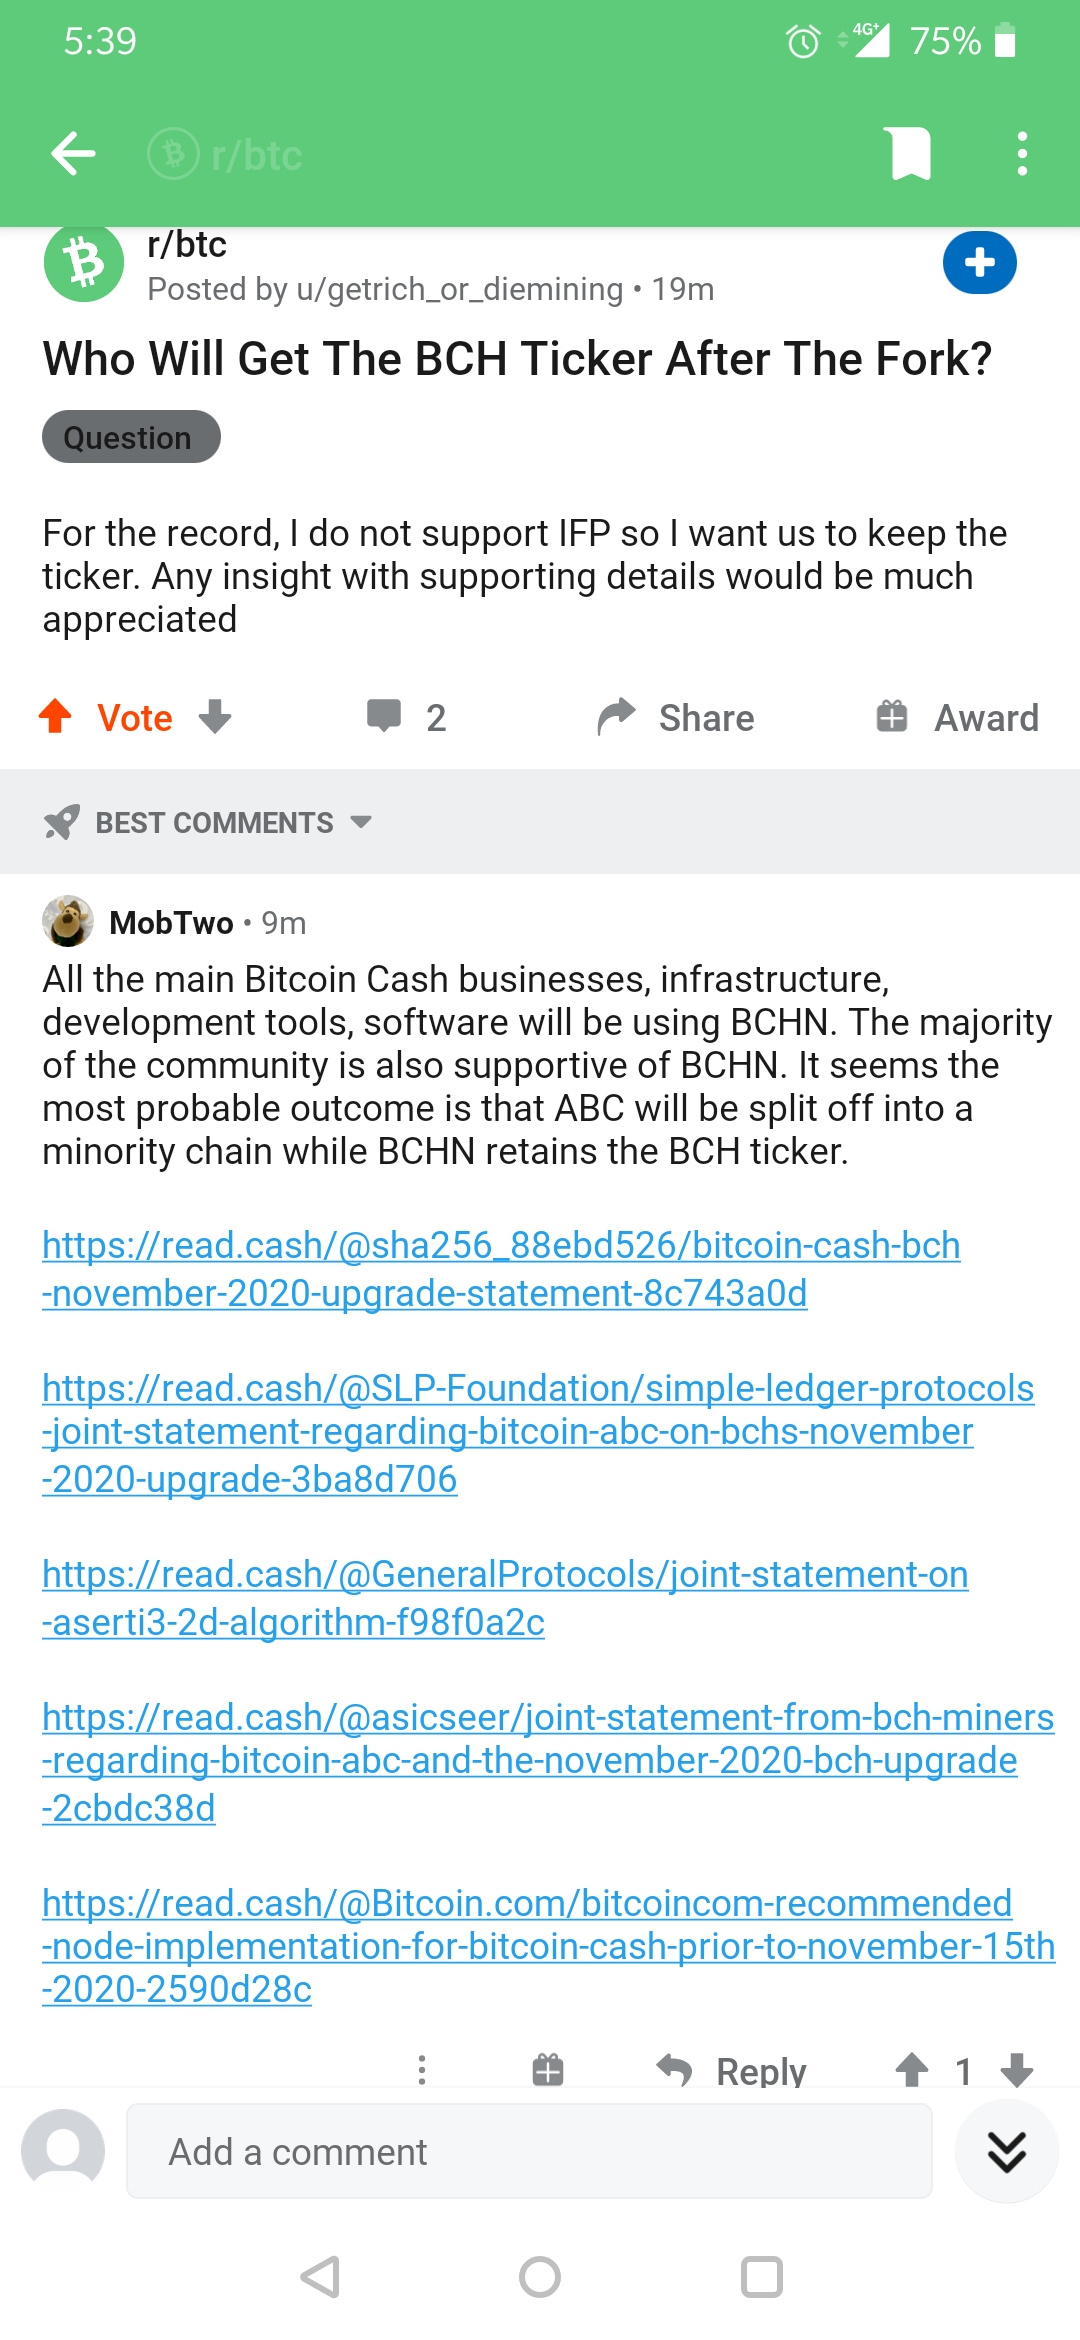 5:39
4G+ 75%
r/btc
r/btc
Posted by u/getrich_or_diemining • 19m
Who Will Get The BCH Ticker After The Fork?
Question
For the record, I do not support IFP so I want us to keep the
ticker. Any insight with supporting details would be much
appreciated
Vote 2 Share Award
BEST COMMENTS
MobTwo • 9m
All the main Bitcoin Cash businesses, infrastructure,
development tools, software will be using BCHN. The majority
of the community is also supportive of BCHN. It seems the
most probable outcome is that ABC will be split off into a
minority chain while BCHN retains the BCH ticker.
https://read.cash/@sha256_88ebd526/bitcoin-cash-bch
-november-2020-upgrade-statement-8c743a0d
https://read.cash/@SLP-Foundation/simple-ledger-protocols
-joint-statement-regarding-bitcoin-abc-on-bchs-november
-2020-upgrade-3ba8d706
https://read.cash/@GeneralProtocols/joint-statement-on
-aserti3-2d-algorithm-f98f0a2c
https://read.cash/@asicseer/joint-statement-from-bch-miners
-regarding-bitcoin-abc-and-the-november-2020-bch-upgrade
-2cbdc38d
https://read.cash/@Bitcoin.com/bitcoincom-recommended
-node-implementation-for-bitcoin-cash-prior-to-november-15th
-2020-2590d28c
Reply 1
Add a comment